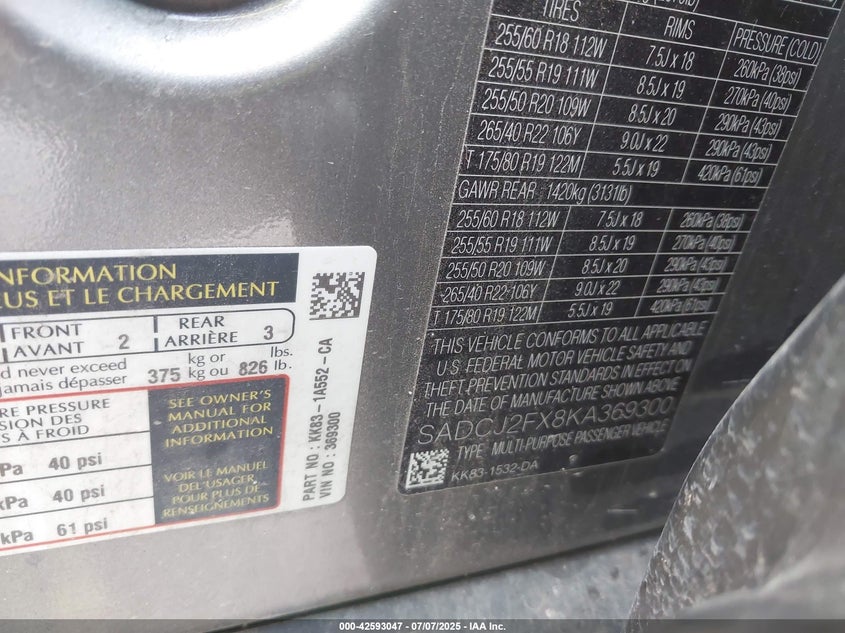 TIRES RIMS PRESSURE (COLD)
255/60 R18 112W 7.5J x 18 260kPa (38psi)
255/55 R19 111W 8.5J x 19 270kPa (40psi)
255/50 R20 109W 8.5J x 20 290kPa (43psi)
265/40 R22 106Y 9.0J x 22 290kPa (43psi)
T 175/80 R19 122M 5.5J x 19 420kPa (61psi)
GAWR REAR: 1420kg (3131lb)
255/60 R18 112W 7.5J x 18 260kPa (38psi)
255/55 R19 111W 8.5J x 19 270kPa (40psi)
255/50 R20 109W 8.5J x 20 290kPa (43psi)
265/40 R22 106Y 9.0J x 22 290kPa (43psi)
T 175/80 R19 122M 5.5J x 19 420kPa (61psi)
THIS VEHICLE CONFORMS TO ALL APPLICABLE
U.S. FEDERAL MOTOR VEHICLE SAFETY AND
THEFT PREVENTION STANDARDS IN EFFECT ON
THE DATE OF MANUFACTURE SHOWN ABOVE.
SADCJ2FX8KA369300
TYPE: MULTI-PURPOSE PASSENGER VEHICLE
KK83-1532-DA
INFORMATION
US ET LE CHARGEMENT
FRONT
AVANT 2 REAR
ARRIÈRE 3
d never exceed
jamais dépasser 375 kg or
kg ou 826 lbs.
lb.
RE PRESSURE
SION DES
S À FROID
Pa 40 psi
kPa 40 psi
kPa 61 psi
SEE OWNER'S
MANUAL FOR
ADDITIONAL
INFORMATION
VOIR LE MANUEL
DE L'USAGER
POUR PLUS DE
RENSEIGNEMENTS
PART NO : KK83-1A552-CA
VIN NO : 369300
000-42593047 - 07/07/2025 - IAA Inc.